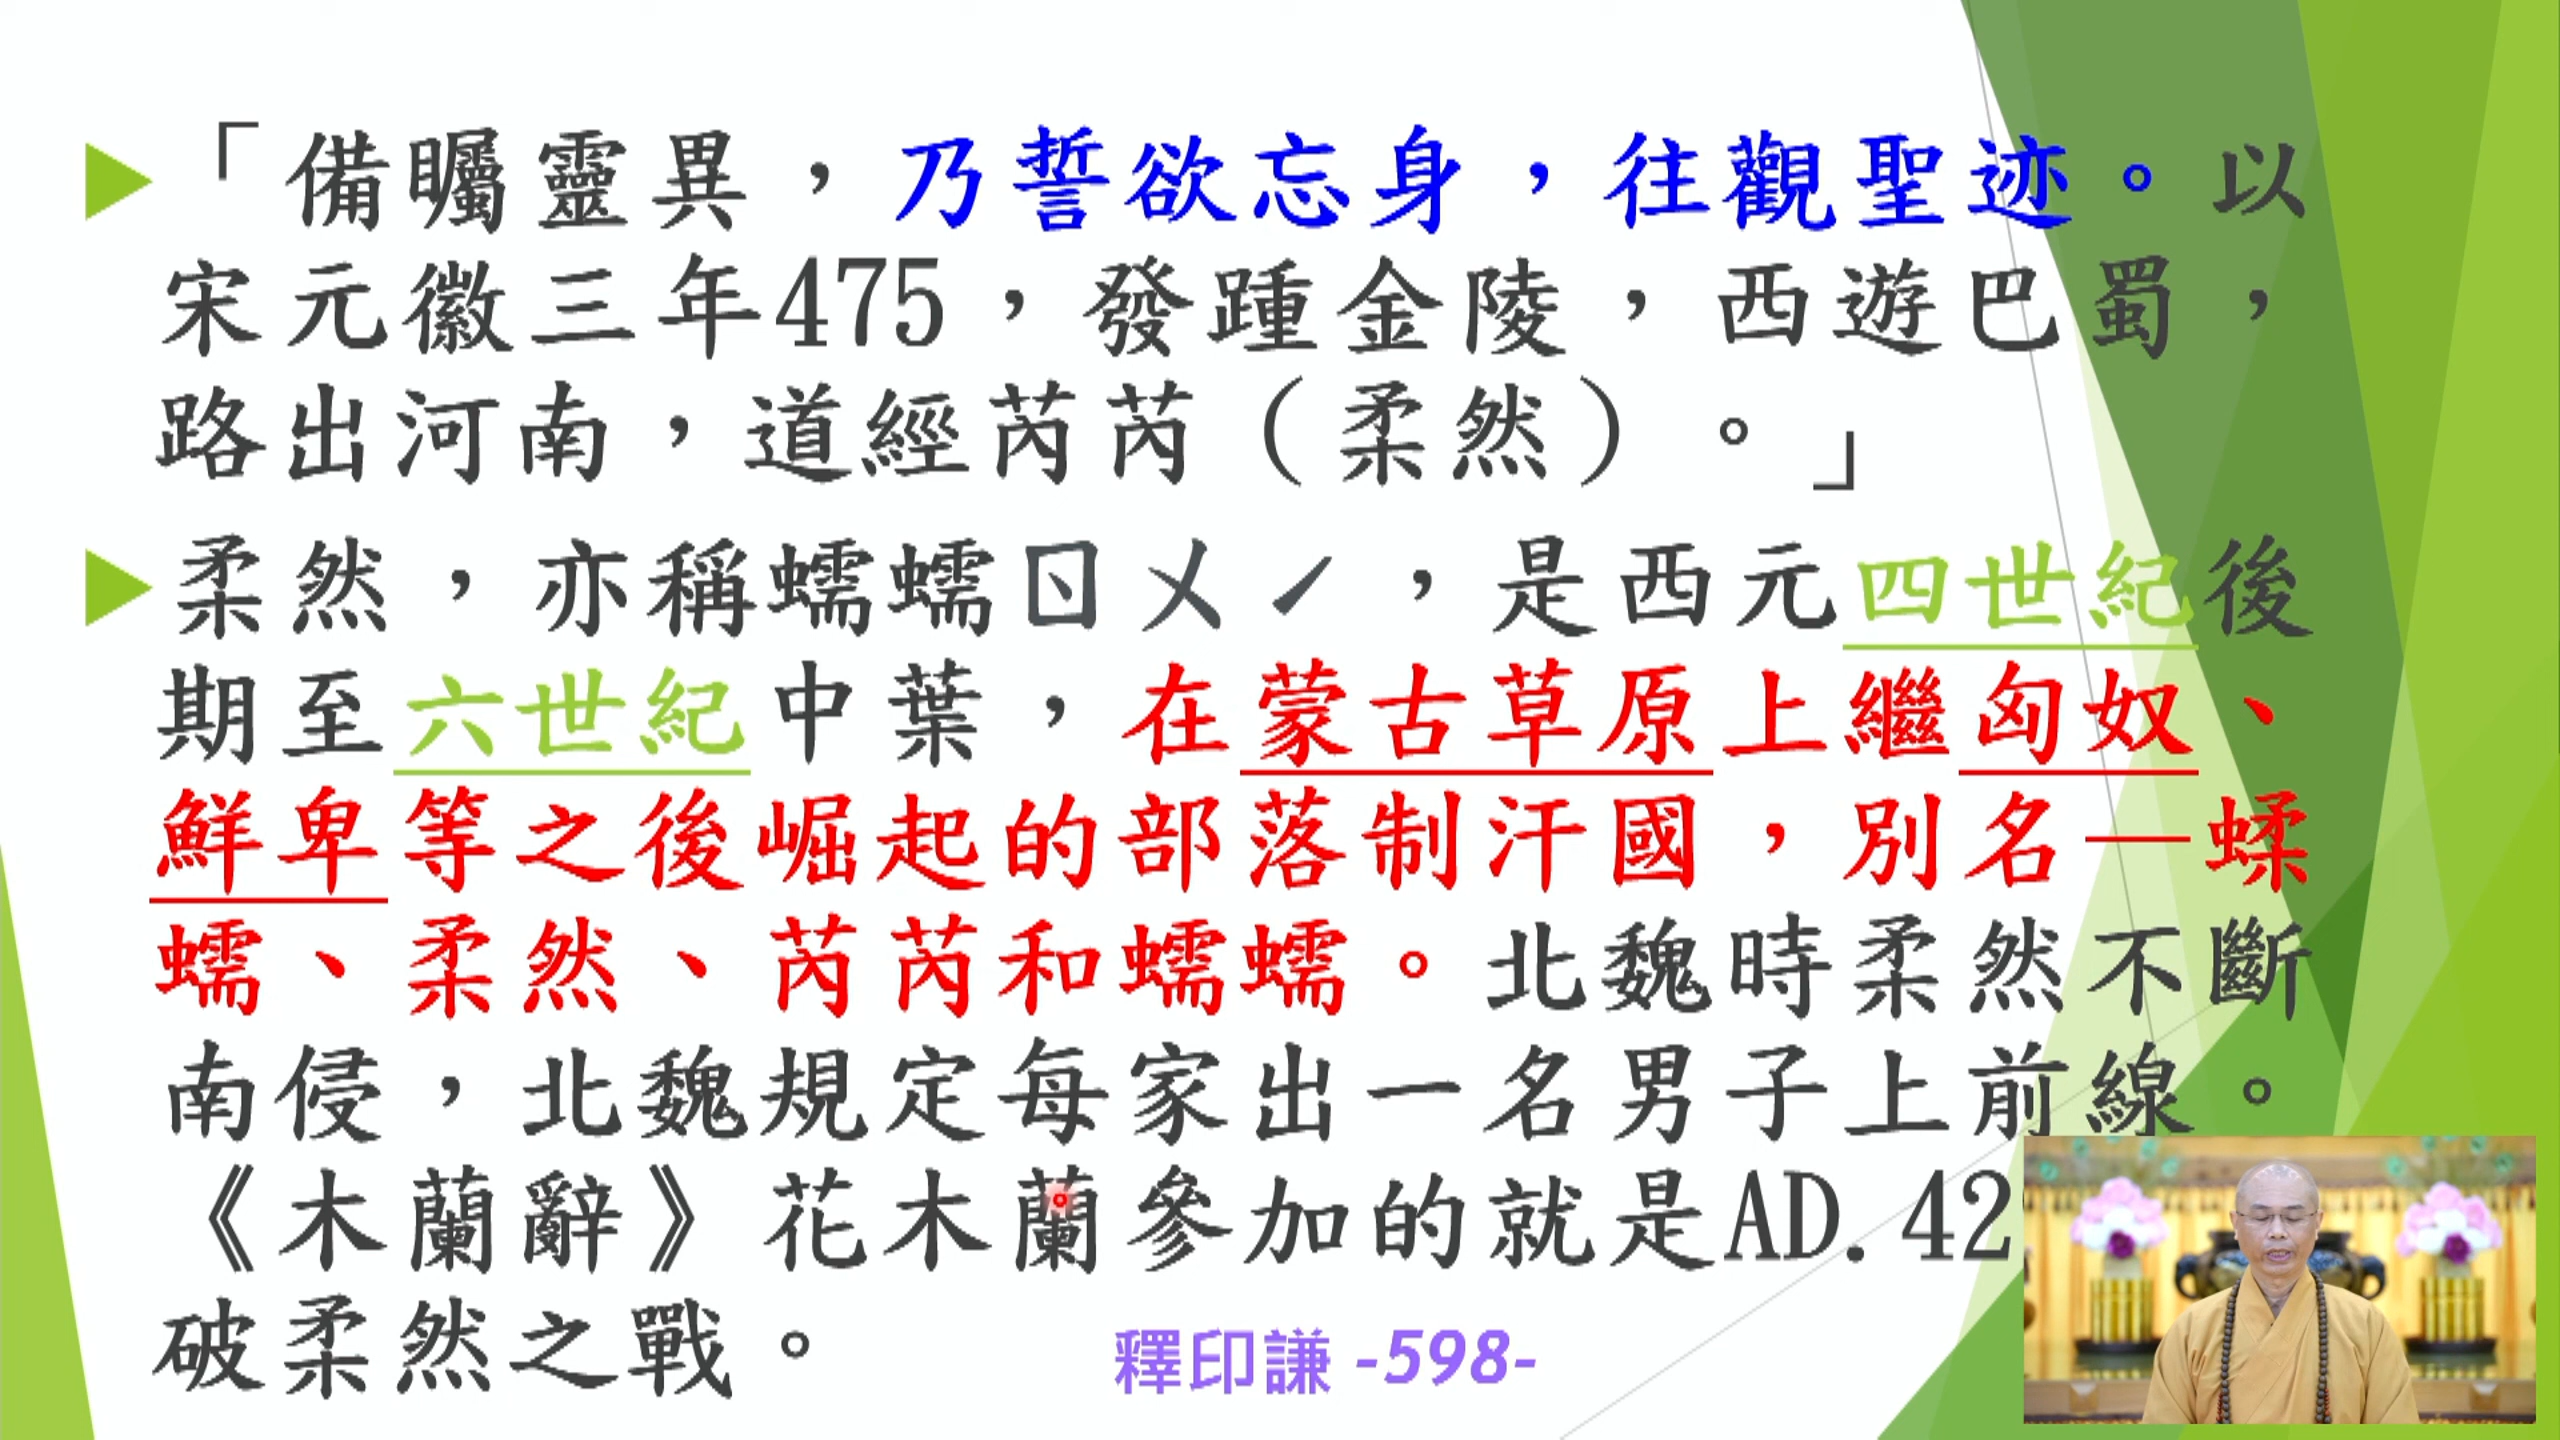 「備矚靈異，乃誓欲忘身，往觀聖迹。以
宋元徽三年475，發踵金陵，西遊巴蜀，
路出河南，道經芮芮（柔然）。」
柔然，亦稱蠕蠕ㄖㄨˊ，是西元四世紀後
期至六世紀中葉，在蒙古草原上繼匈奴、
鮮卑等之後崛起的部落制汗國，別名—蝚
蠕、柔然、芮芮和蠕蠕。北魏時柔然不斷
南侵，北魏規定每家出一名男子上前線。
《木蘭辭》花木蘭參加的就是AD.42
破柔然之戰。
釋印謙 -598-